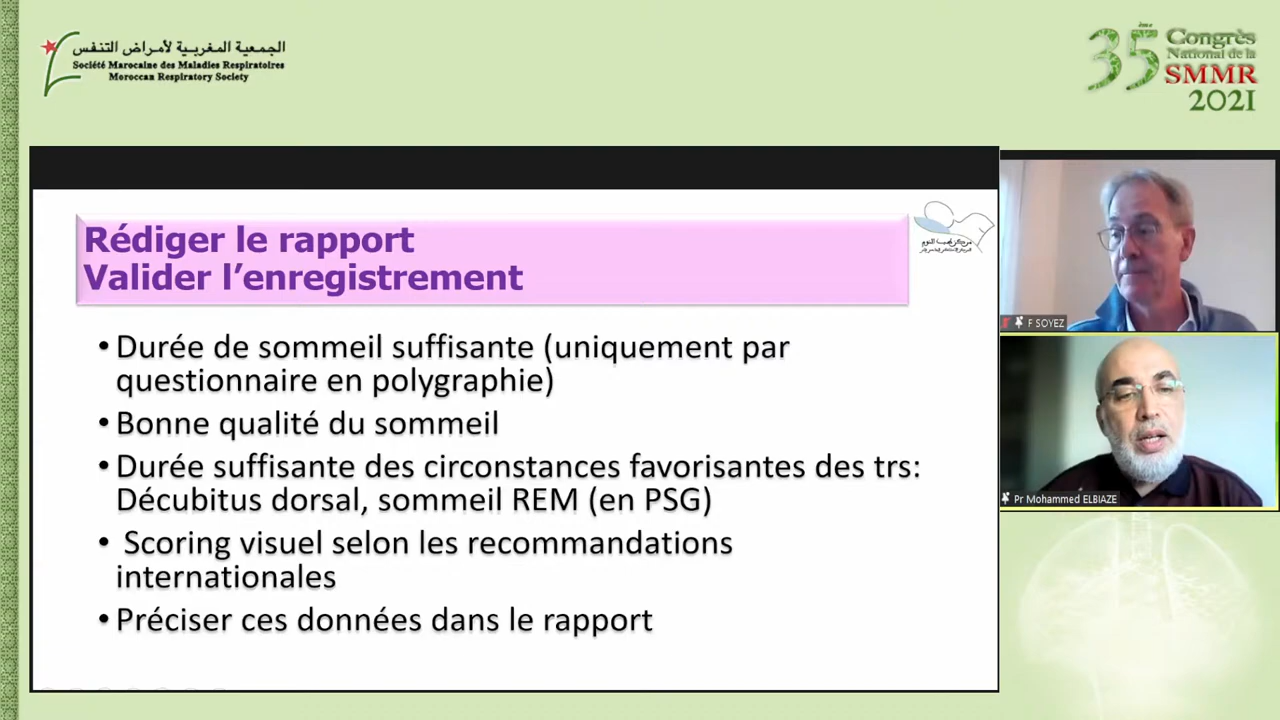 الجمعية المغربية لأمراض التنفس
Société Marocaine des Maladies Respiratoires
Moroccan Respiratory Society
35ème Congrès
National de la
SMMR
2021
Rédiger le rapport
Valider l’enregistrement
• Durée de sommeil suffisante (uniquement par
questionnaire en polygraphie)
• Bonne qualité du sommeil
• Durée suffisante des circonstances favorisantes des trs:
Décubitus dorsal, sommeil REM (en PSG)
• Scoring visuel selon les recommandations
internationales
• Préciser ces données dans le rapport
F SOYEZ
Pr Mohammed ELBIAZE